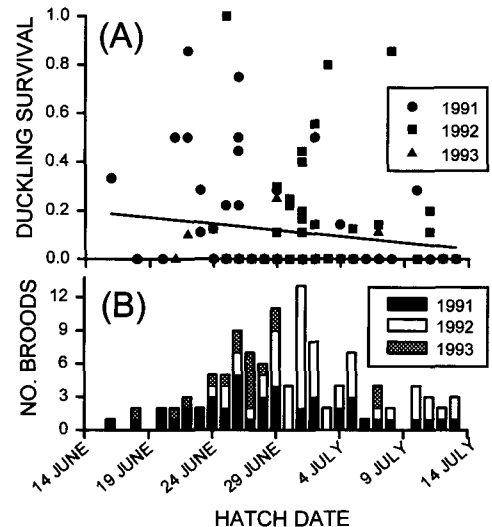 (A)
DUCKLING SURVIVAL
1.0
0.8
0.6
0.4
0.2
0.0
1991
1992
1993
(B)
NO. BROODS
12
9
6
3
0
1991
1992
1993
14 JUNE
19 JUNE
24 JUNE
29 JUNE
4 JULY
9 JULY
14 JULY
HATCH DATE